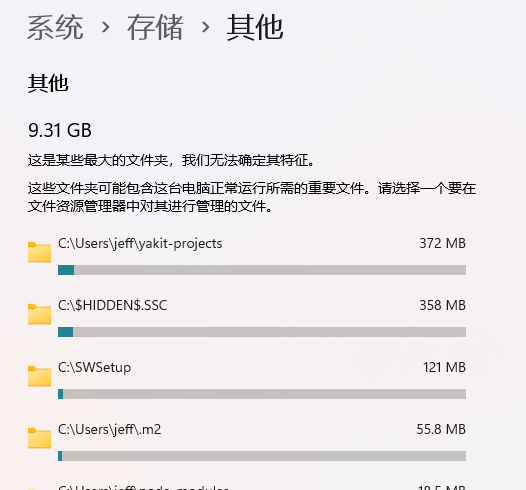 系统 › 存储 › 其他
其他
9.31 GB
这是某些最大的文件夹，我们无法确定其特征。
这些文件夹可能包含这台电脑正常运行所需的重要文件。请选择一个要在
文件资源管理器中对其进行管理的文件。
C:\Users\jeff\yakit-projects 372 MB
C:\$HIDDEN$.SSC 358 MB
C:\SWSetup 121 MB
C:\Users\jeff\.m2 55.8 MB
C:\Users\jeff\node-modules 18.5 MB